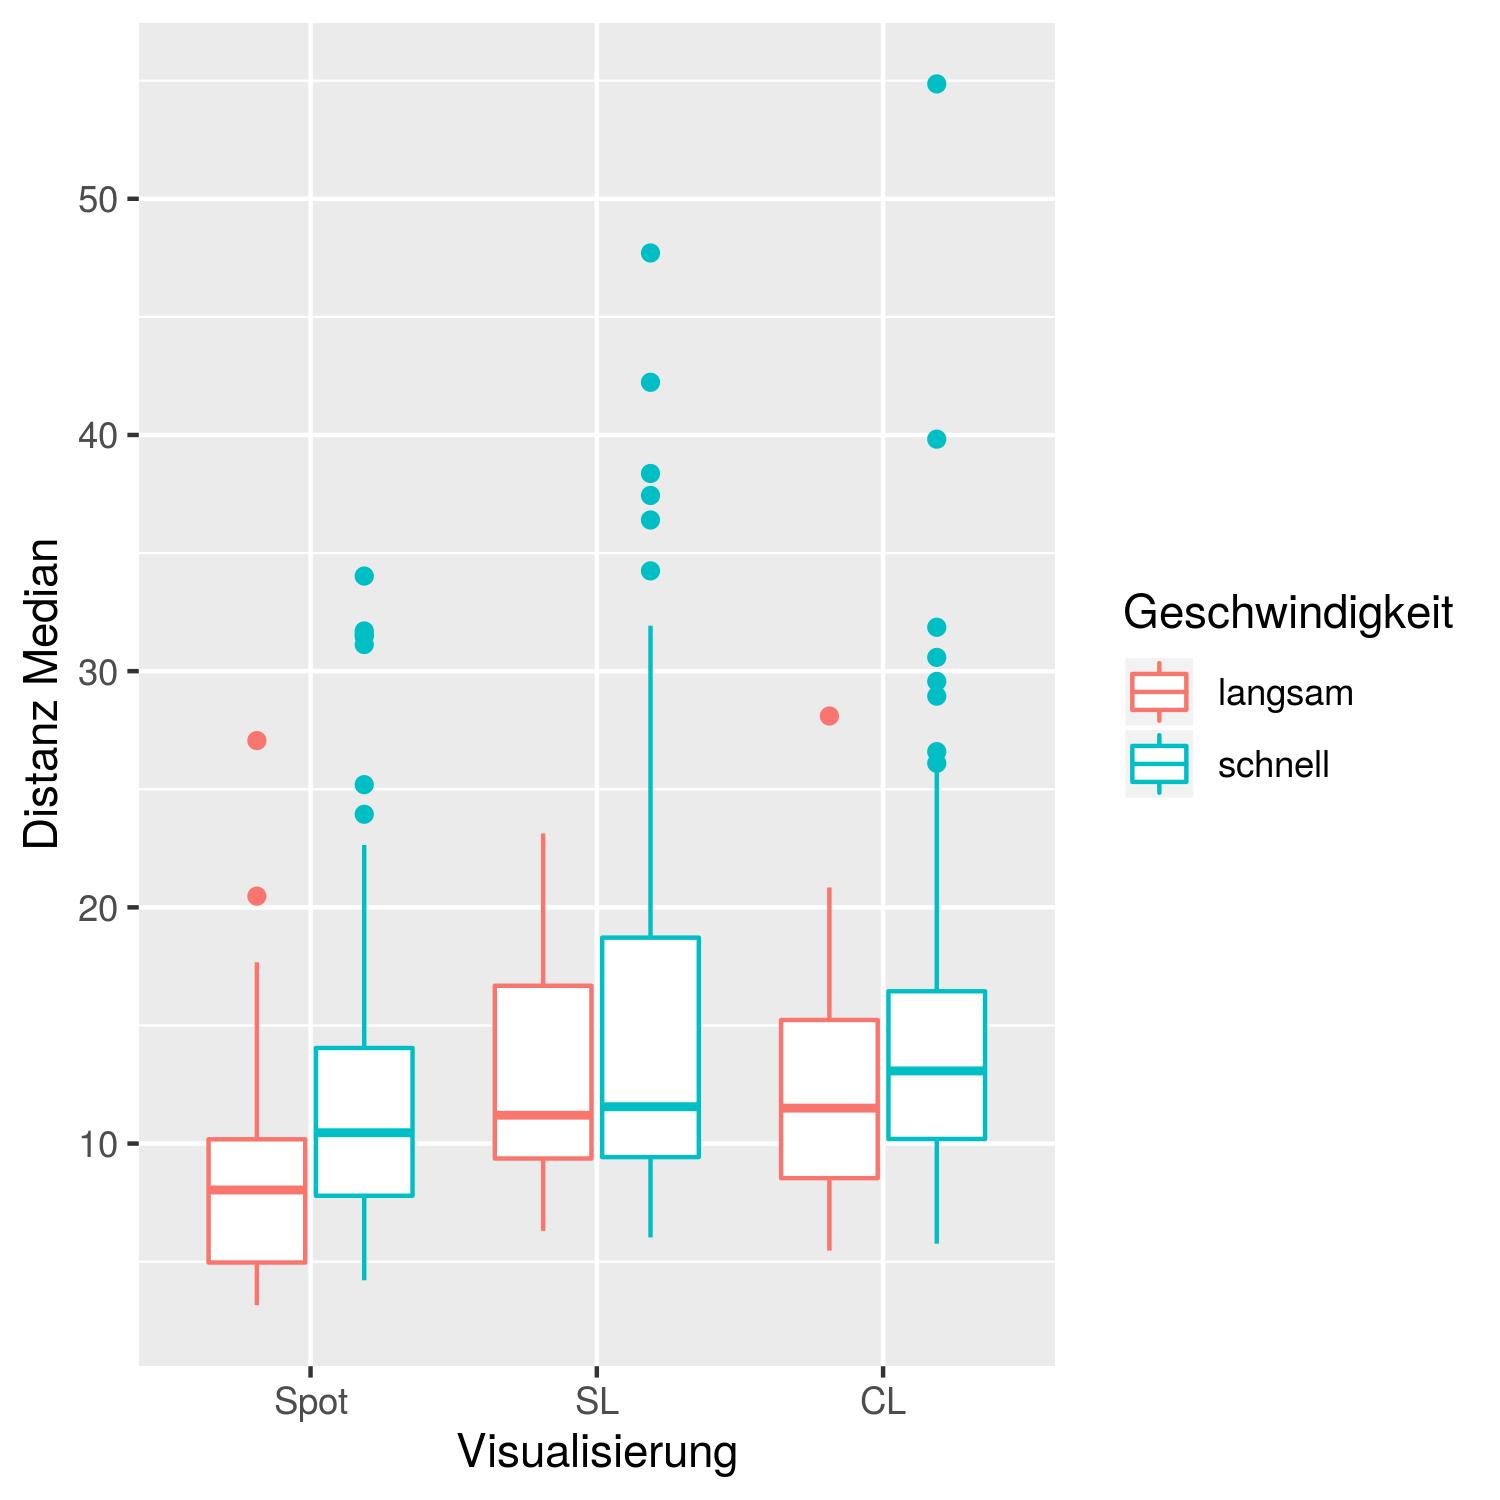 50
40
30
20
10
Distanz Median
Spot
SL
CL
Visualisierung
Geschwindigkeit
langsam
schnell